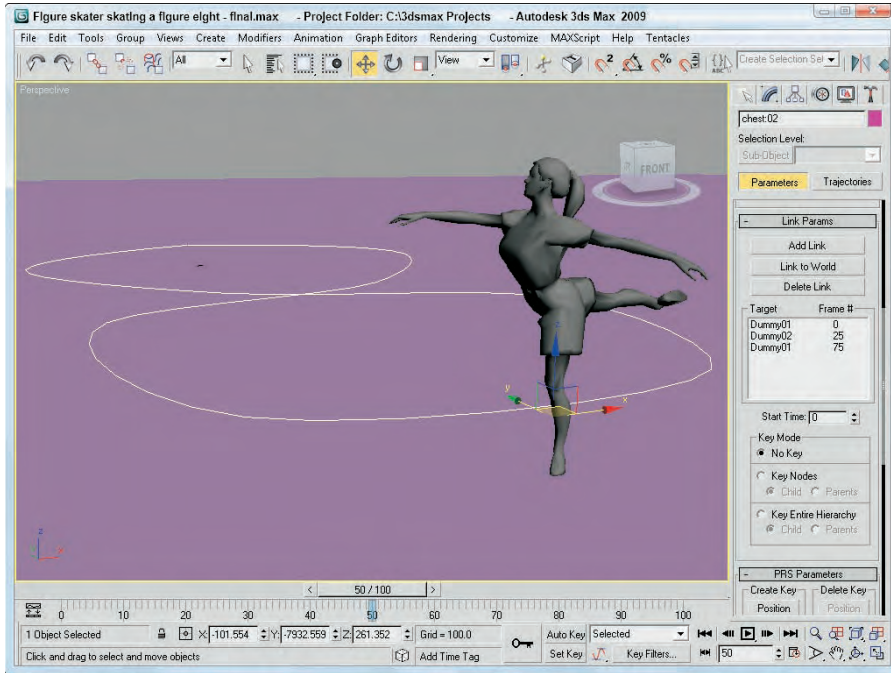 Figure skater skating a figure eight - final.max - Project Folder: C:\3dsmax Projects - Autodesk 3ds Max 2009
File Edit Tools Group Views Create Modifiers Animation Graph Editors Rendering Customize MAXScript Help Tentacles
All View Create Selection Set
Perspective
FRONT
chest:02
Selection Level:
Sub-Object
Parameters Trajectories
- Link Params
Add Link
Link to World
Delete Link
Target Frame #
Dummy01 0
Dummy02 25
Dummy01 75
Start Time: 0
Key Mode
No Key
Key Nodes
Child Parents
Key Entire Hierarchy
Child Parents
- PRS Parameters
Create Key Delete Key
Position Position
z
y
x
z
< 50 / 100 >
0 10 20 30 40 50 60 70 80 90 100
1 Object Selected X: -101.554 Y: -7932.559 Z: 261.352 Grid = 100.0 Auto Key Selected
Click and drag to select and move objects Add Time Tag Set Key Key Filters... 50